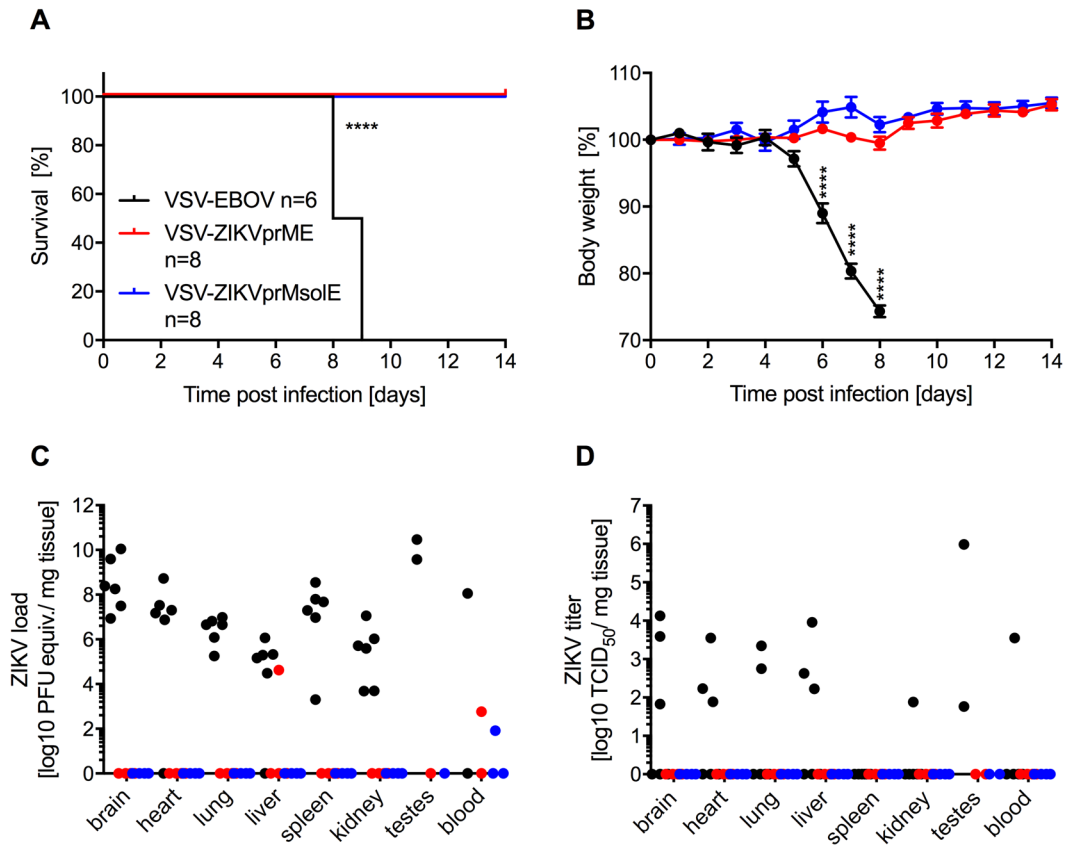 A
Survival [%]
100
80
60
40
20
0
****
VSV-EBOV n=6
VSV-ZIKVprME
n=8
VSV-ZIKVprMsolE
n=8
0 2 4 6 8 10 12 14
Time post infection [days]
B
Body weight [%]
110
100
90
80
70
****
****
****
0 2 4 6 8 10 12 14
Time post infection [days]
C
ZIKV load
[log10 PFU equiv./ mg tissue]
12
10
8
6
4
2
0
brain heart lung liver spleen kidney testes blood
D
ZIKV titer
[log10 TCID50/ mg tissue]
7
6
5
4
3
2
1
0
brain heart lung liver spleen kidney testes blood